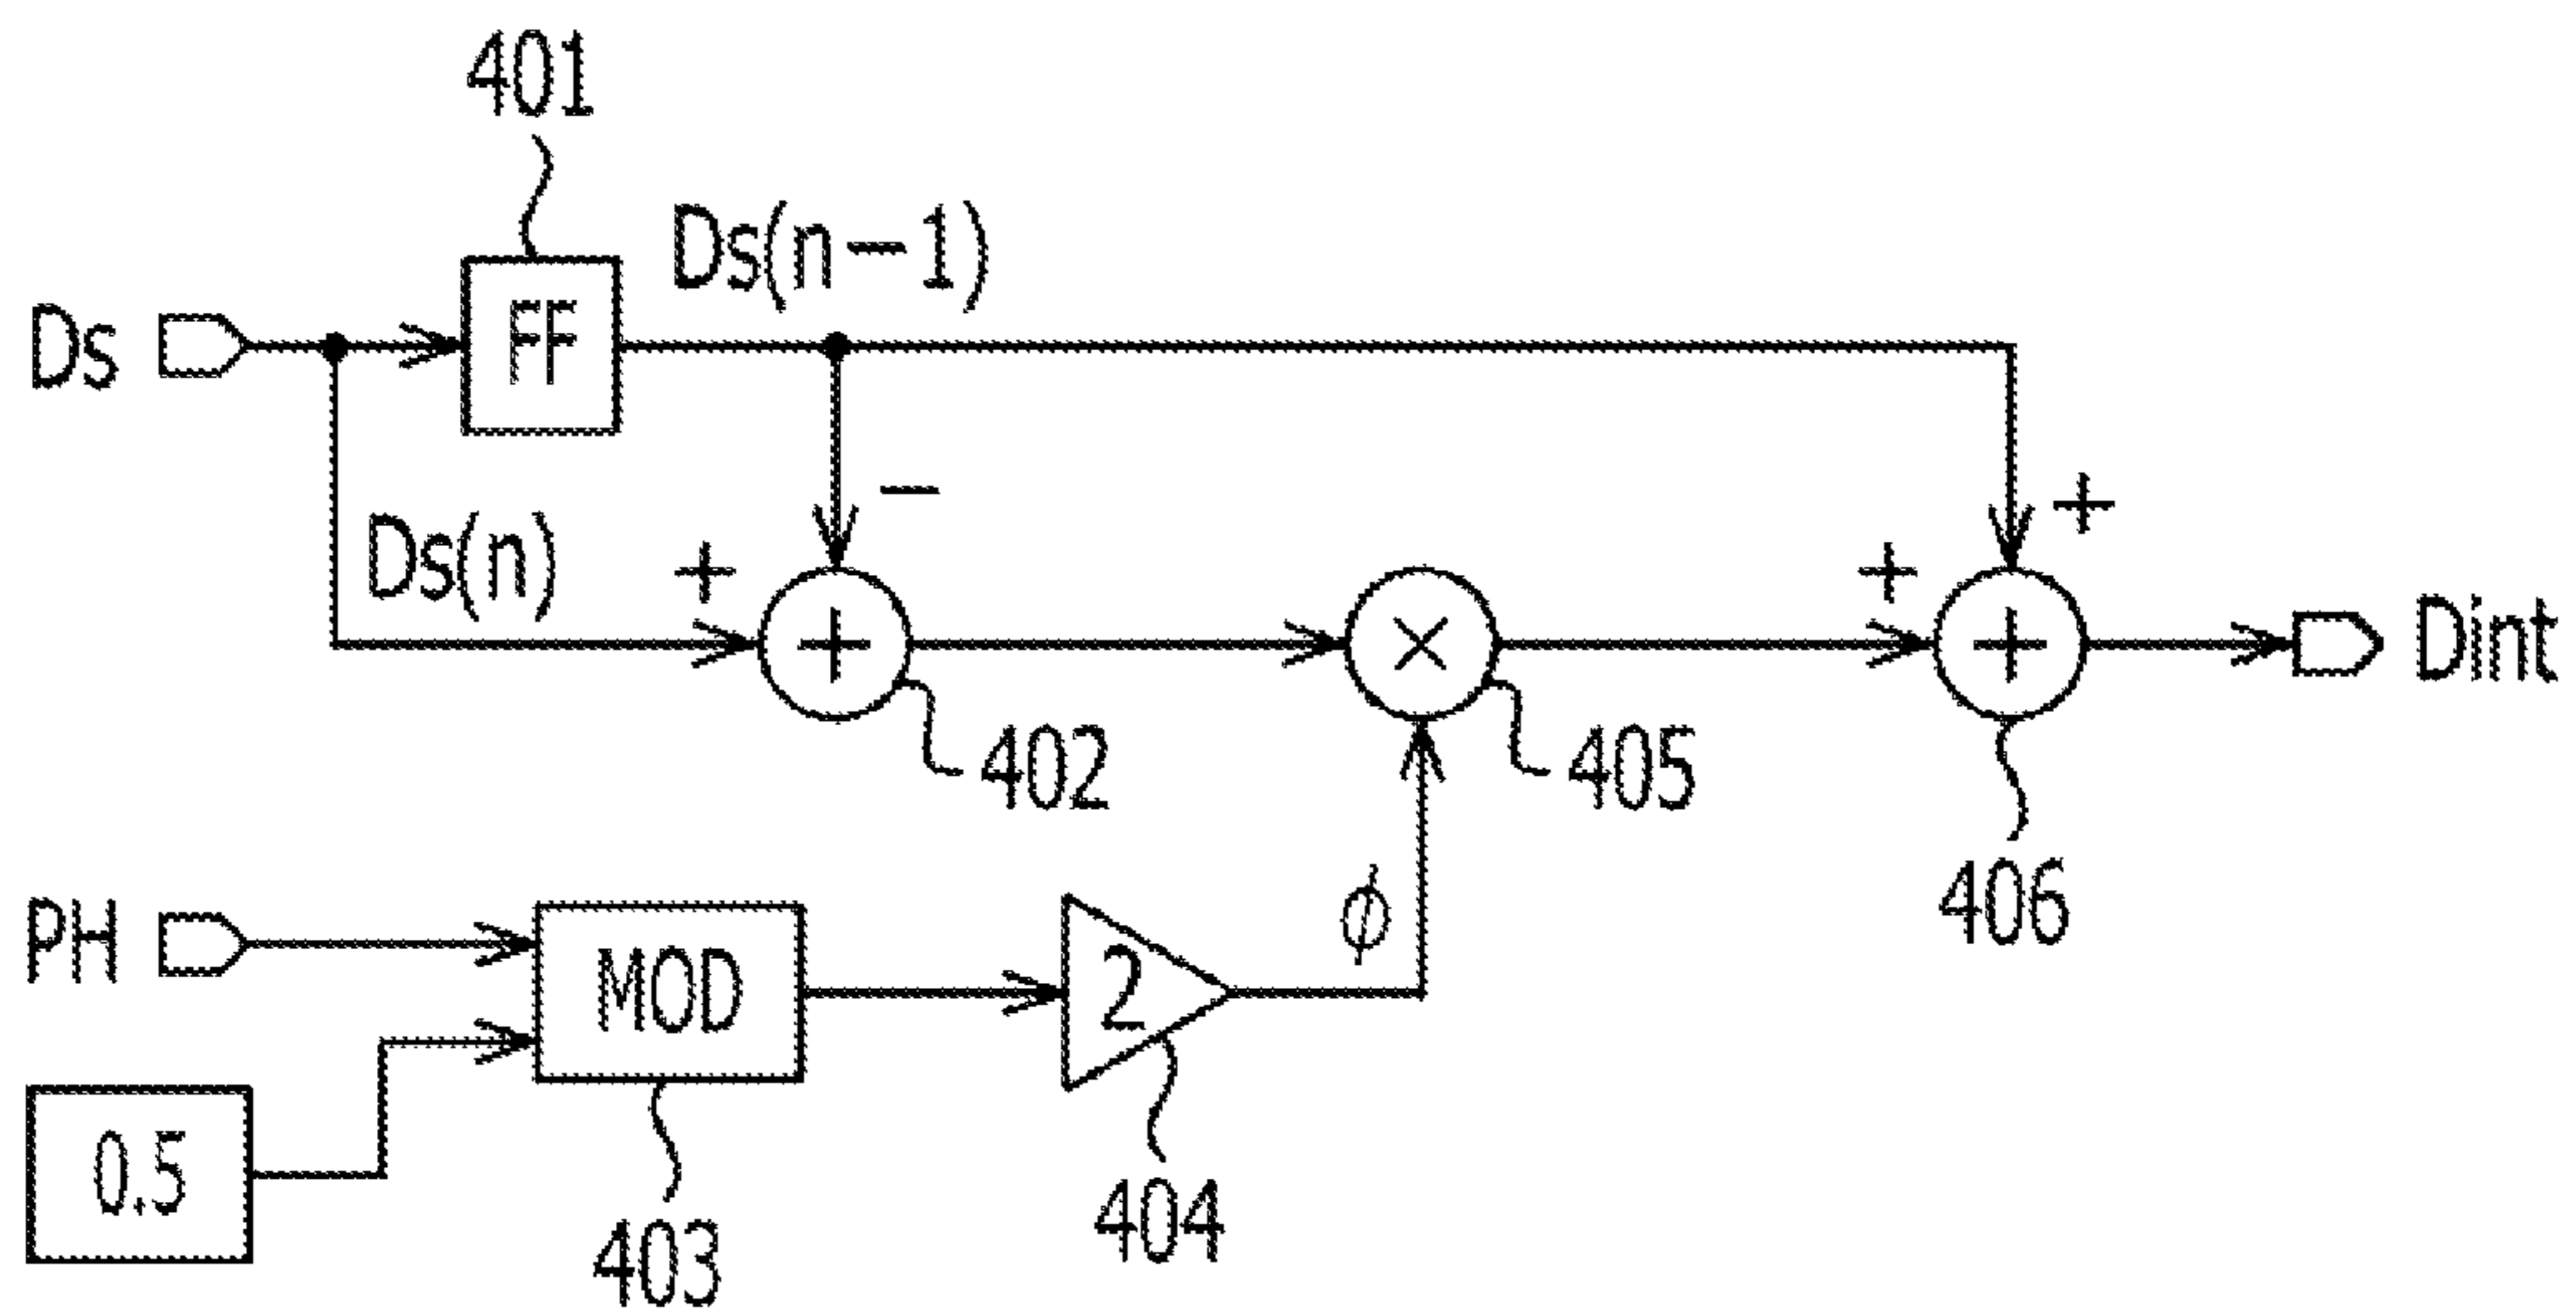 401
Ds(n-1)
Ds
FF
−
+
Ds(n)
+
+
+
×
+
Dint
402
405
PH
ϕ
406
MOD
2
0.5
403
404